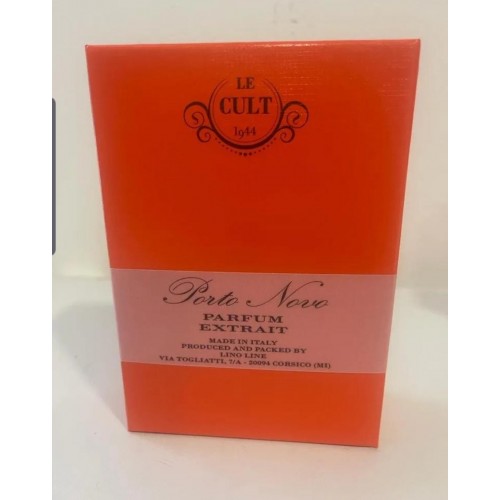 LE
CULT
1944
Porto Novo
PARFUM
EXTRAIT
MADE IN ITALY
PRODUCED AND PACKED BY
LINO LINE
VIA TOGLIATTI, 7/A - 20094 CORSICO (MI)